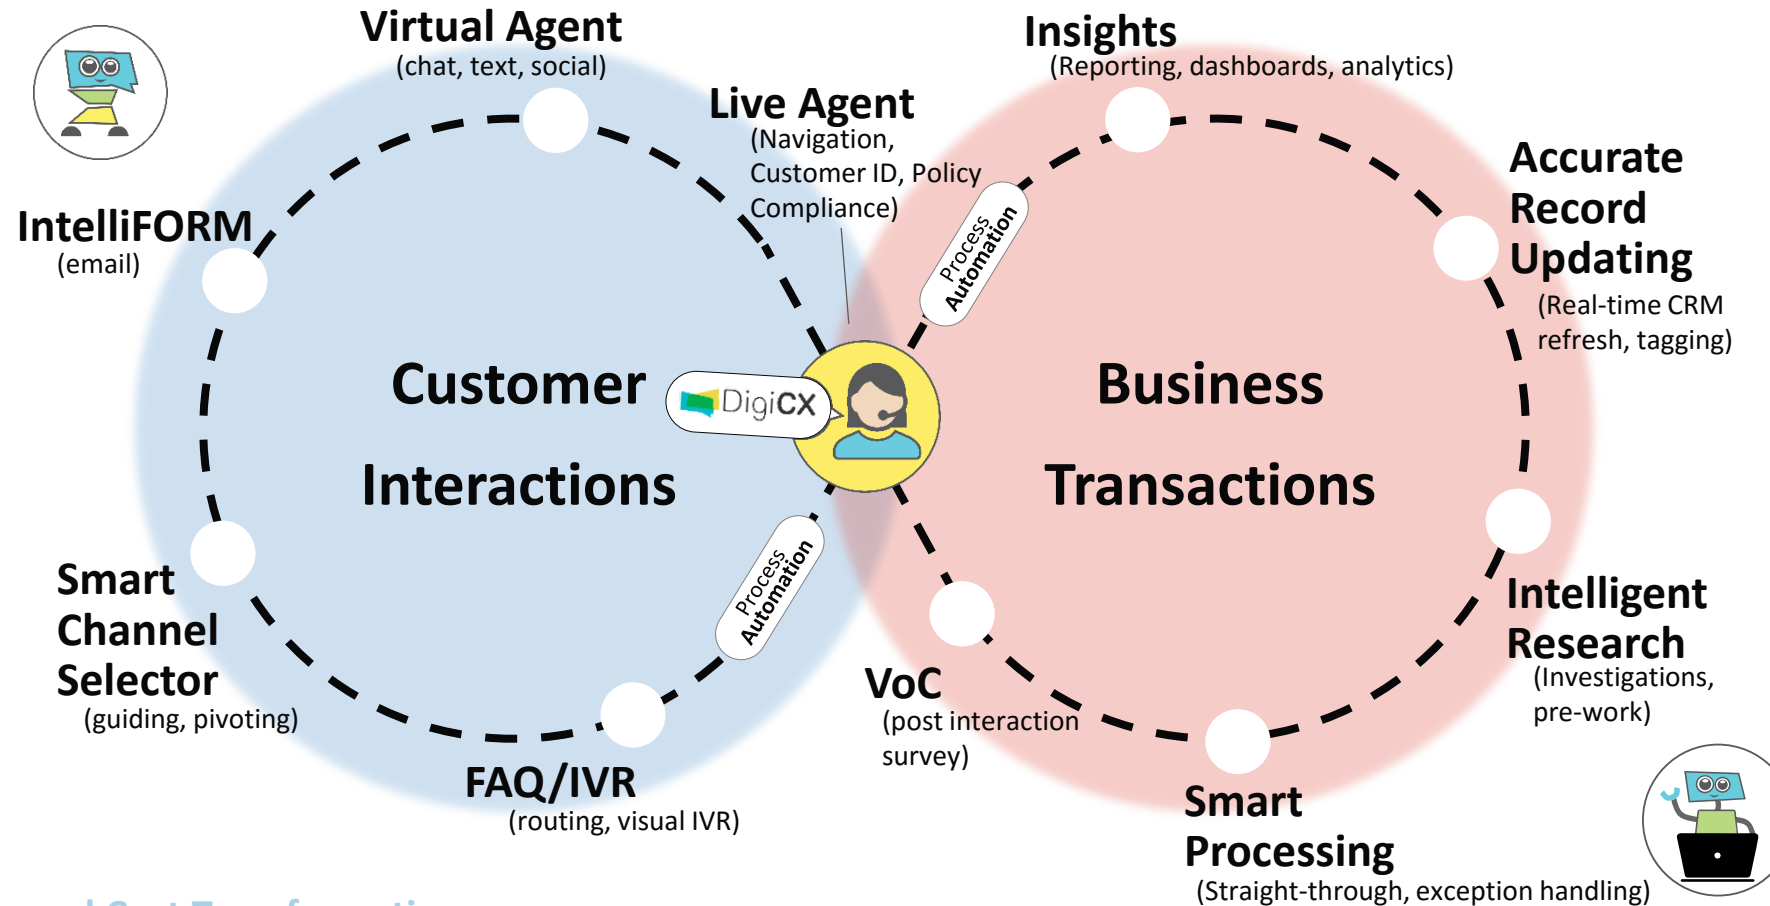 Virtual Agent
(chat, text, social)
Insights
(Reporting, dashboards, analytics)
Live Agent
(Navigation,
Customer ID, Policy
Compliance)
Accurate
Record
Updating
(Real-time CRM
refresh, tagging)
IntelliFORM
(email)
Process
Automation
Customer
Interactions
DigiCX
Business
Transactions
Process
Automation
Smart
Channel
Selector
(guiding, pivoting)
Intelligent
Research
(Investigations,
pre-work)
VoC
(post interaction
survey)
FAQ/IVR
(routing, visual IVR)
Smart
Processing
(Straight-through, exception handling)